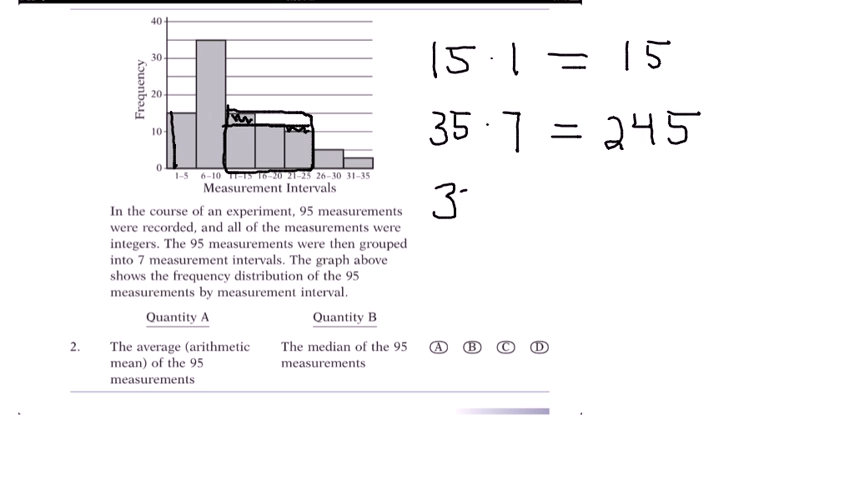 40
30
Frequency
20
10
0
1–5 6–10 11–15 16–20 21–25 26–30 31–35
Measurement Intervals
15 · 1 = 15
35 · 7 = 245
3
In the course of an experiment, 95 measurements
were recorded, and all of the measurements were
integers. The 95 measurements were then grouped
into 7 measurement intervals. The graph above
shows the frequency distribution of the 95
measurements by measurement interval.
Quantity A Quantity B
2. The average (arithmetic The median of the 95 A B C D
mean) of the 95 measurements
measurements